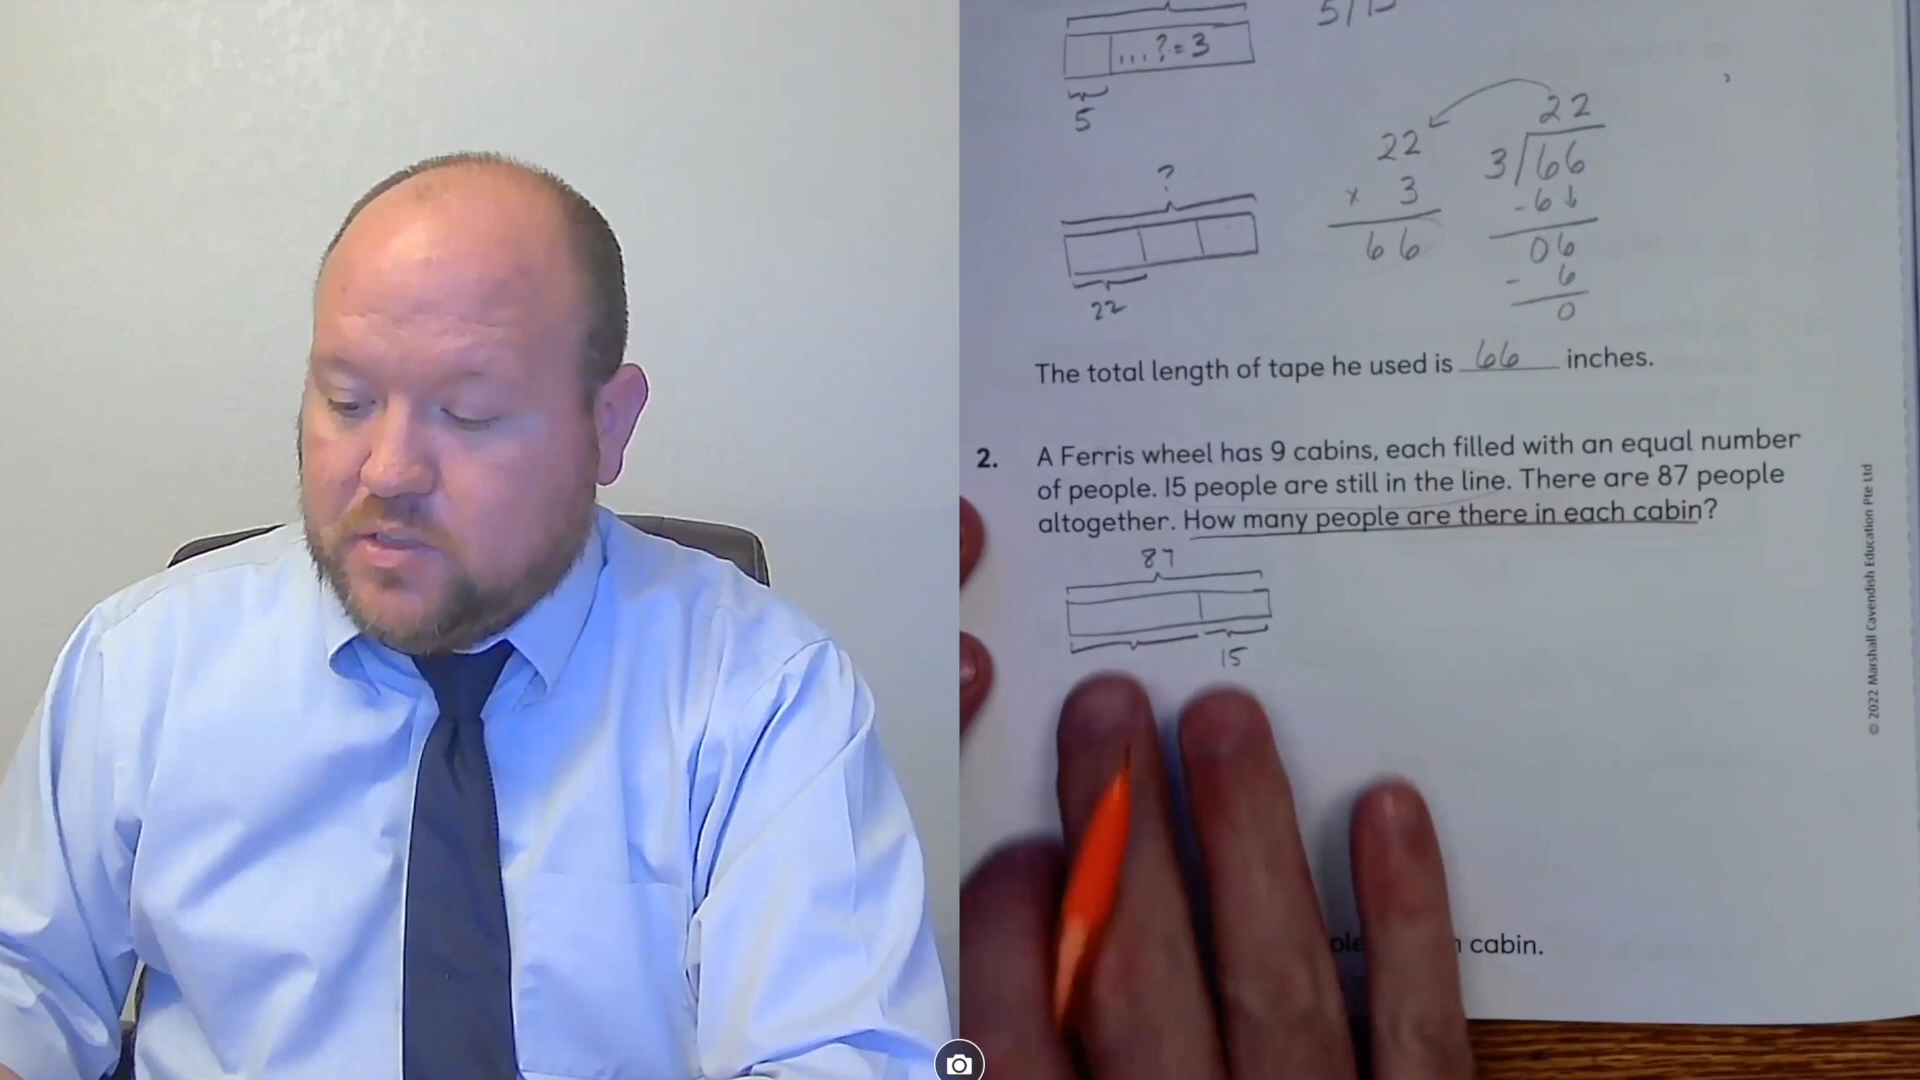 ...?=3
5
22
22
3
66
x 3
- 6
?
66
06
- 6
22
0
The total length of tape he used is 66 inches.
2. A Ferris wheel has 9 cabins, each filled with an equal number
of people. 15 people are still in the line. There are 87 people
altogether. How many people are there in each cabin?
87
15
cabin.
© 2022 Marshall Cavendish Education Pte Ltd